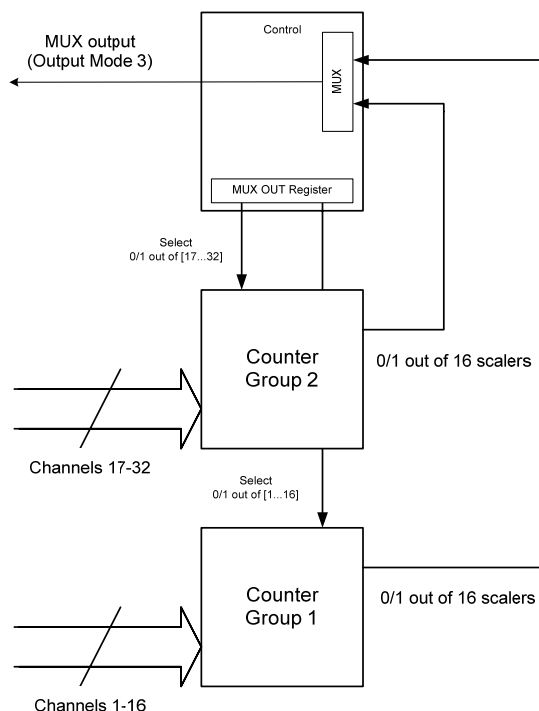 Control
MUX output
(Output Mode 3)
MUX
MUX OUT Register
Select
0/1 out of [17...32]
Counter
Group 2
0/1 out of 16 scalers
Channels 17-32
Select
0/1 out of [1...16]
Counter
Group 1
0/1 out of 16 scalers
Channels 1-16